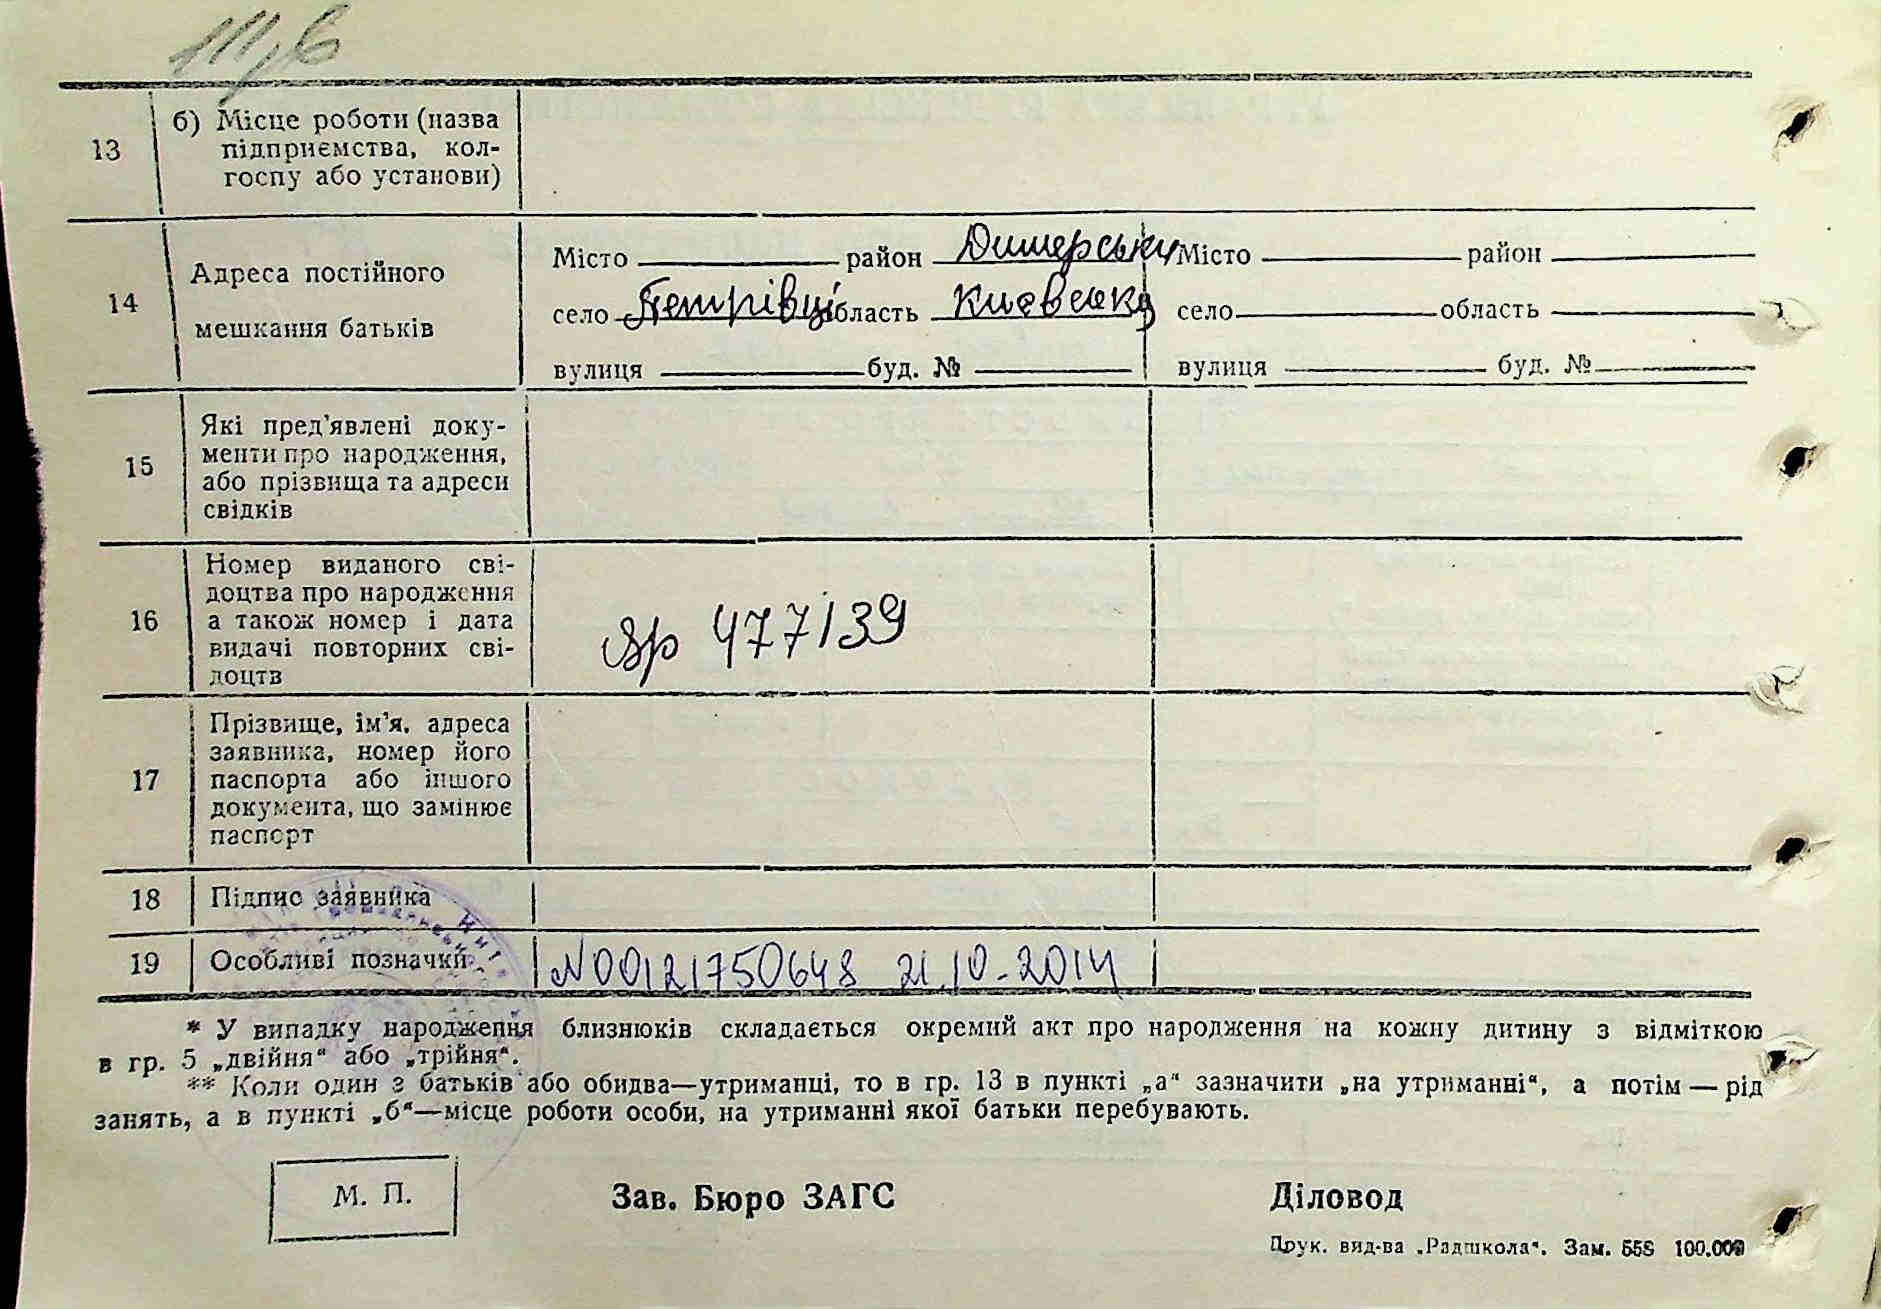 13
б) Місце роботи (назва
підприємства, кол-
госпу або установи)
14
Адреса постійного
мешкання батьків
Місто район Димерський Місто район
село Петрівці область Києвська село область
вулиця буд. № вулиця буд. №
15
Які пред'явлені доку-
менти про народження,
або прізвища та адреси
свідків
16
Номер виданого сві-
доцтва про народження
а також номер і дата
видачі повторних сві-
доцтв
477139
17
Прізвище, ім'я, адреса
заявника, номер його
паспорта або іншого
документа, що замінює
паспорт
18 Підпис заявника
19 Особливі позначки N00121750648 21.10.2014
* У випадку народження близнюків складається окремий акт про народження на кожну дитину з відміткою
в гр. 5 „двійня“ або „трійня“.
** Коли один з батьків або обидва—утриманці, то в гр. 13 в пункті „а“ зазначити „на утриманні“, а потім—рід
занять, а в пункті „б“—місце роботи особи, на утриманні якої батьки перебувають.
М. П. Зав. Бюро ЗАГС Діловод
Друк. вид-ва „Радшкола“. Зам. 558 100.000